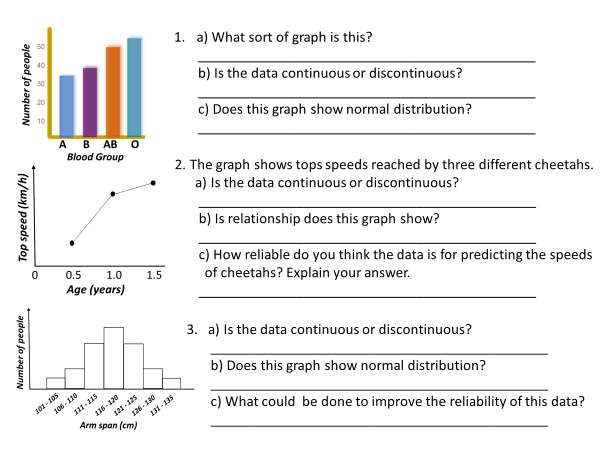 1. a) What sort of graph is this?
b) Is the data continuous or discontinuous?
c) Does this graph show normal distribution?
Number of people
50
40
30
20
10
A B AB O
Blood Group
2. The graph shows tops speeds reached by three different cheetahs.
a) Is the data continuous or discontinuous?
b) Is relationship does this graph show?
c) How reliable do you think the data is for predicting the speeds
of cheetahs? Explain your answer.
Top speed (km/h)
0 0.5 1.0 1.5
Age (years)
3. a) Is the data continuous or discontinuous?
b) Does this graph show normal distribution?
c) What could be done to improve the reliability of this data?
Number of people
101 - 105 106 - 110 111 - 115 116 - 120 121 - 125 126 - 130 131 - 135
Arm span (cm)